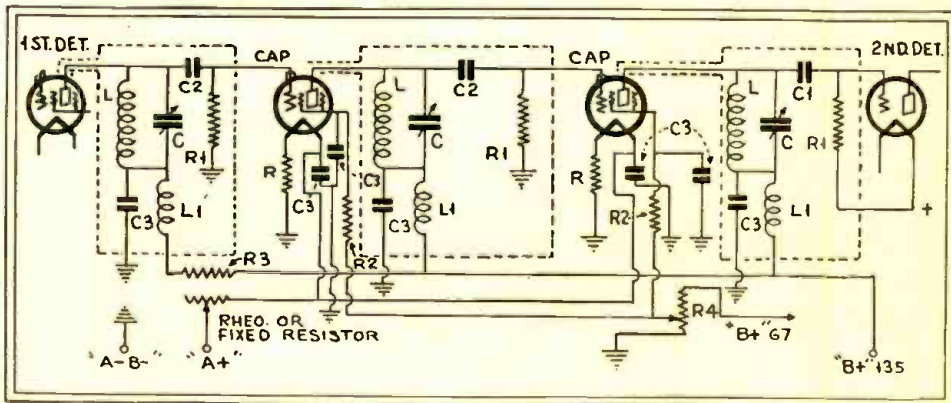 1ST. DET.
CAP
CAP
2ND. DET.
C2
C2
C1
L
C
R1
L
C
R1
L
C
R1
R
C3
C3
R
C3
R2
C3
L1
R2
C3
L1
C3
L1
+
R3
RHEO. OR
FIXED RESISTOR
R4
"B+" 67
"A-B-"
"A+"
"B+" 135